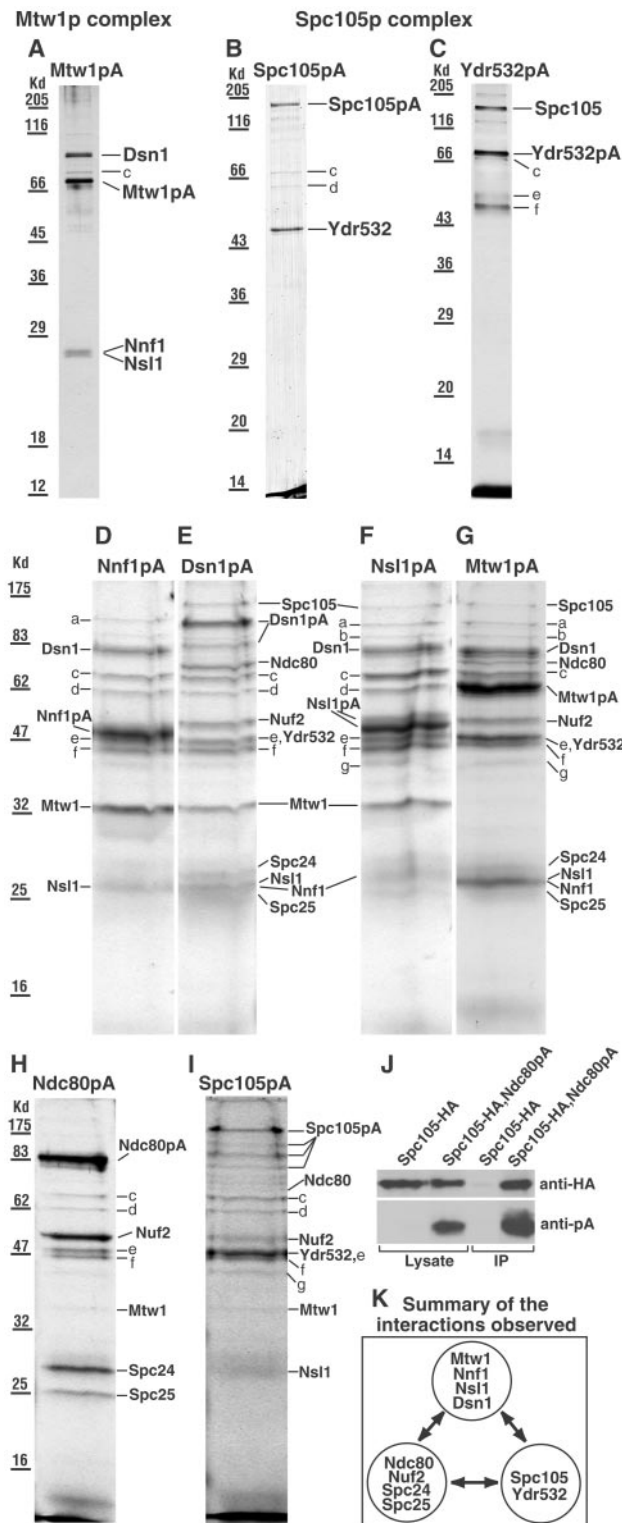 Mtw1p complex
Spc105p complex
A
Mtw1pA
Kd
205
116
66
45
36
29
18
12
Dsn1
c
Mtw1pA
Nnf1
Nsl1
B
Kd Spc105pA
205
116
66
43
36
29
20
14
Spc105pA
c
d
Ydr532
C
Kd Ydr532pA
205
116
66
43
36
29
20
14
Spc105
Ydr532pA
c
e
f
Kd
175
83
62
47
32
25
16
D
Nnf1pA
a
Dsn1
c
d
Nnf1pA
e
f
Mtw1
Nsl1
E
Dsn1pA
Spc105
Dsn1pA
Ndc80
c
d
Nuf2
e,Ydr532
f
Mtw1
Spc24
Nsl1
Nnf1
Spc25
F
Nsl1pA
a
b
Dsn1
c
d
Nsl1pA
e
f
g
G
Mtw1pA
Spc105
a
b
Dsn1
Ndc80
c
Mtw1pA
Nuf2
e,Ydr532
f
g
Spc24
Nsl1
Nnf1
Spc25
H
Ndc80pA
Kd
175
83
62
47
32
25
16
Ndc80pA
c
d
Nuf2
e
f
Mtw1
Spc24
Spc25
I
Spc105pA
Spc105pA
Ndc80
c
d
Nuf2
Ydr532,e
f
g
Mtw1
Nsl1
J
Spc105-HA
Spc105-HA,Ndc80pA
Spc105-HA
Spc105-HA,Ndc80pA
anti-HA
anti-pA
Lysate
IP
K
Summary of the
interactions observed
Mtw1
Nnf1
Nsl1
Dsn1
Ndc80
Nuf2
Spc24
Spc25
Spc105
Ydr532